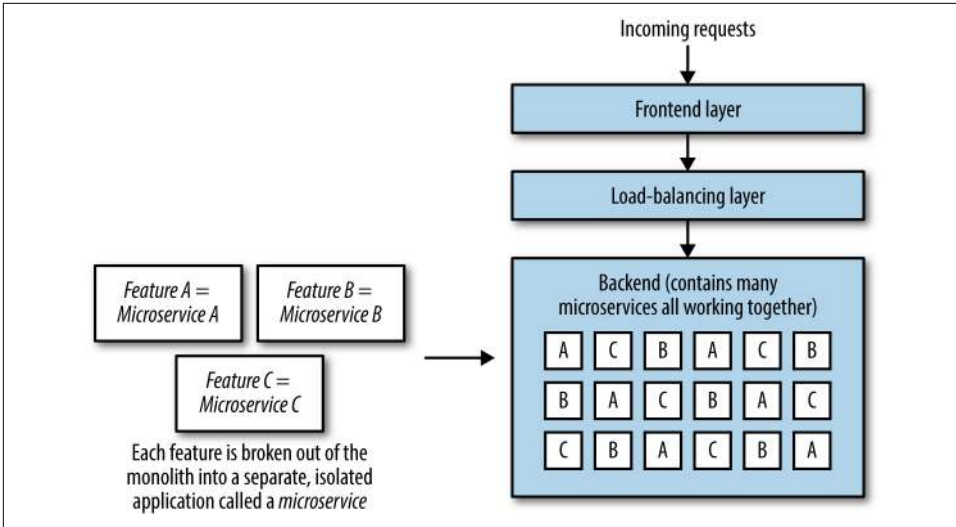 Incoming requests
Frontend layer
Load-balancing layer
Backend (contains many
microservices all working together)
A C B A C B
B A C B A C
C B A C B A
Feature A =
Microservice A
Feature B =
Microservice B
Feature C =
Microservice C
Each feature is broken out of the
monolith into a separate, isolated
application called a microservice